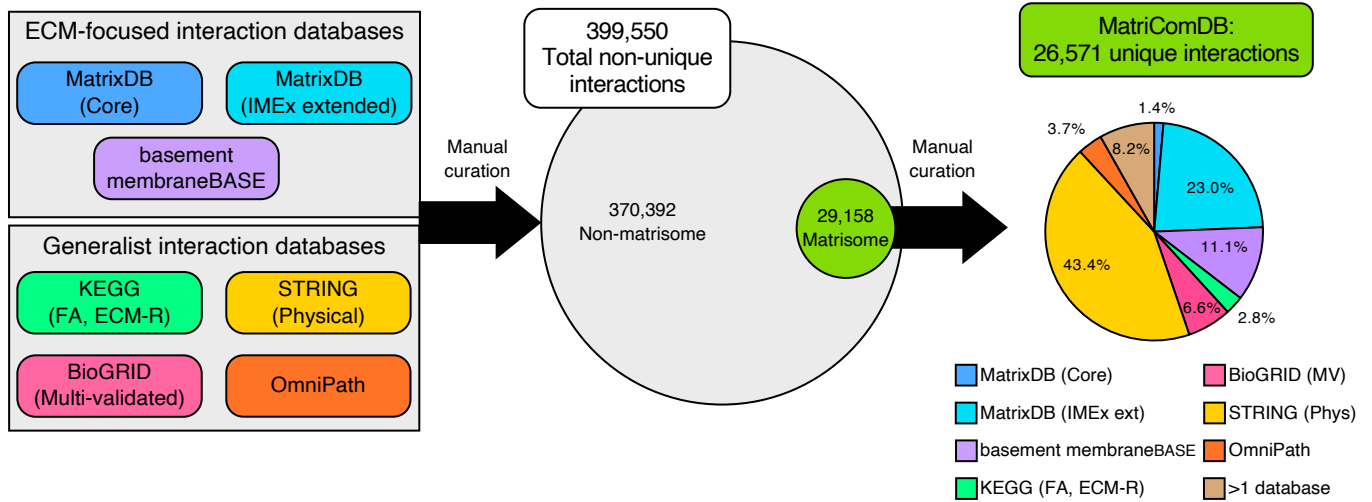 ECM-focused interaction databases
MatrixDB
(Core)
MatrixDB
(IMEx extended)
basement
membraneBASE
Generalist interaction databases
KEGG
(FA, ECM-R)
STRING
(Physical)
BioGRID
(Multi-validated)
OmniPath
Manual
curation
399,550
Total non-unique
interactions
370,392
Non-matrisome
29,158
Matrisome
Manual
curation
MatriComDB:
26,571 unique interactions
1.4%
23.0%
11.1%
2.8%
6.6%
43.4%
3.7%
8.2%
MatrixDB (Core)
MatrixDB (IMEx ext)
basement membraneBASE
KEGG (FA, ECM-R)
BioGRID (MV)
STRING (Phys)
OmniPath
>1 database